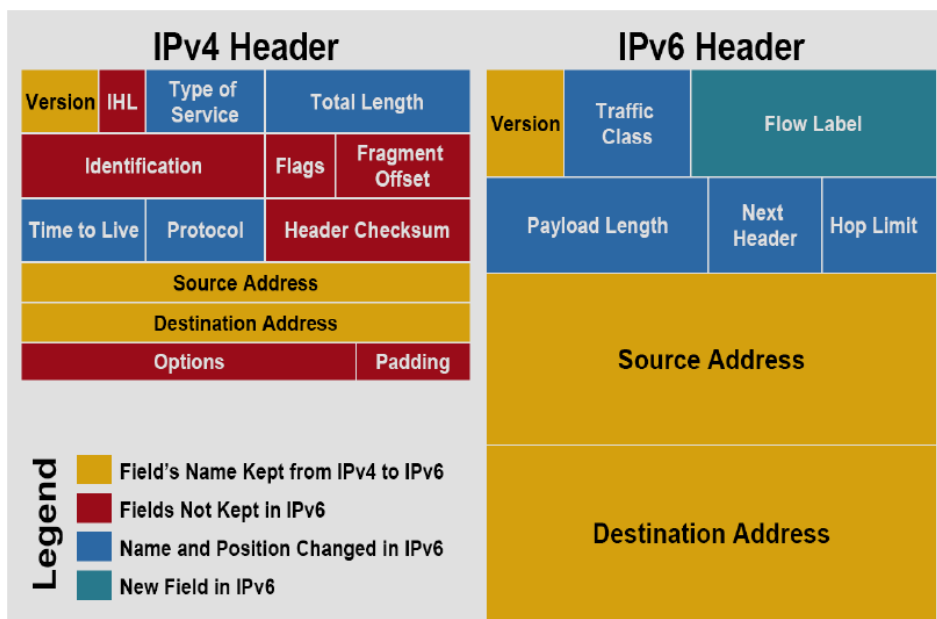 IPv4 Header
Version IHL Type of Service Total Length
Identification Flags Fragment Offset
Time to Live Protocol Header Checksum
Source Address
Destination Address
Options Padding
IPv6 Header
Version Traffic Class Flow Label
Payload Length Next Header Hop Limit
Source Address
Destination Address
Legend
Field's Name Kept from IPv4 to IPv6
Fields Not Kept in IPv6
Name and Position Changed in IPv6
New Field in IPv6